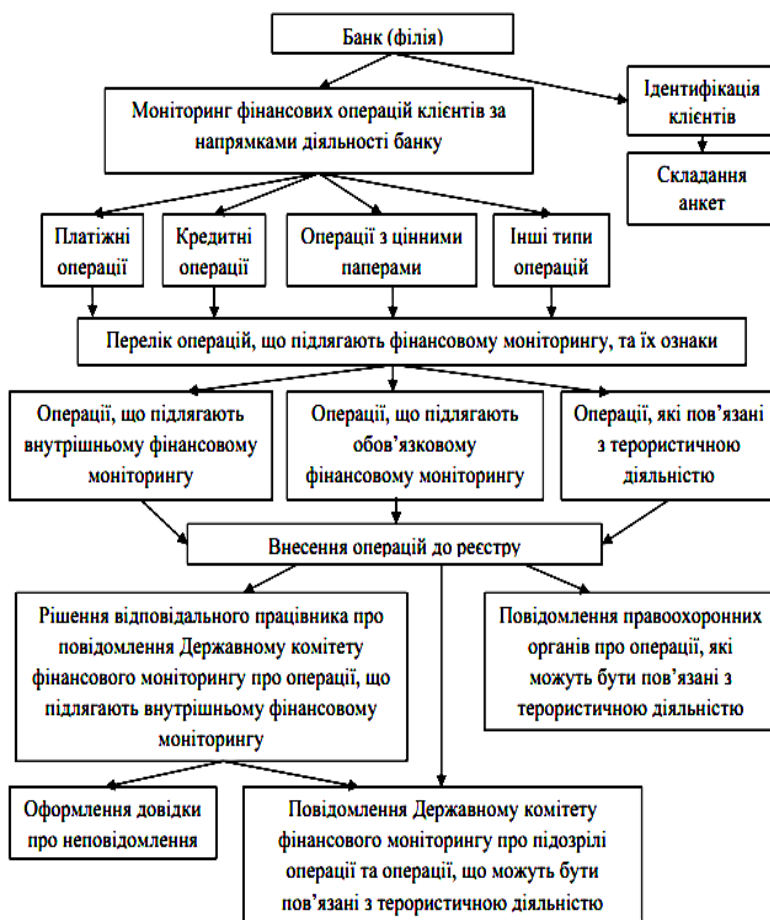 Банк (філія)
Ідентифікація
клієнтів
Моніторинг фінансових операцій клієнтів за
напрямками діяльності банку
Складання
анкет
Платіжні
операції
Кредитні
операції
Операції з цінними
паперами
Інші типи
операцій
Перелік операцій, що підлягають фінансовому моніторингу, та їх ознаки
Операції, що підлягають
внутрішньому фінансовому
моніторингу
Операції, що підлягають
обов’язковому
фінансовому моніторингу
Операції, які пов’язані
з терористичною
діяльністю
Внесення операцій до реєстру
Рішення відповідального працівника про
повідомлення Державному комітету
фінансового моніторингу про операції, що
підлягають внутрішньому фінансовому
моніторингу
Повідомлення правоохоронних
органів про операції, які
можуть бути пов’язані з
терористичною діяльністю
Оформлення довідки
про неповідомлення
Повідомлення Державному комітету
фінансового моніторингу про підозрілі
операції та операції, що можуть бути
пов’язані з терористичною діяльністю